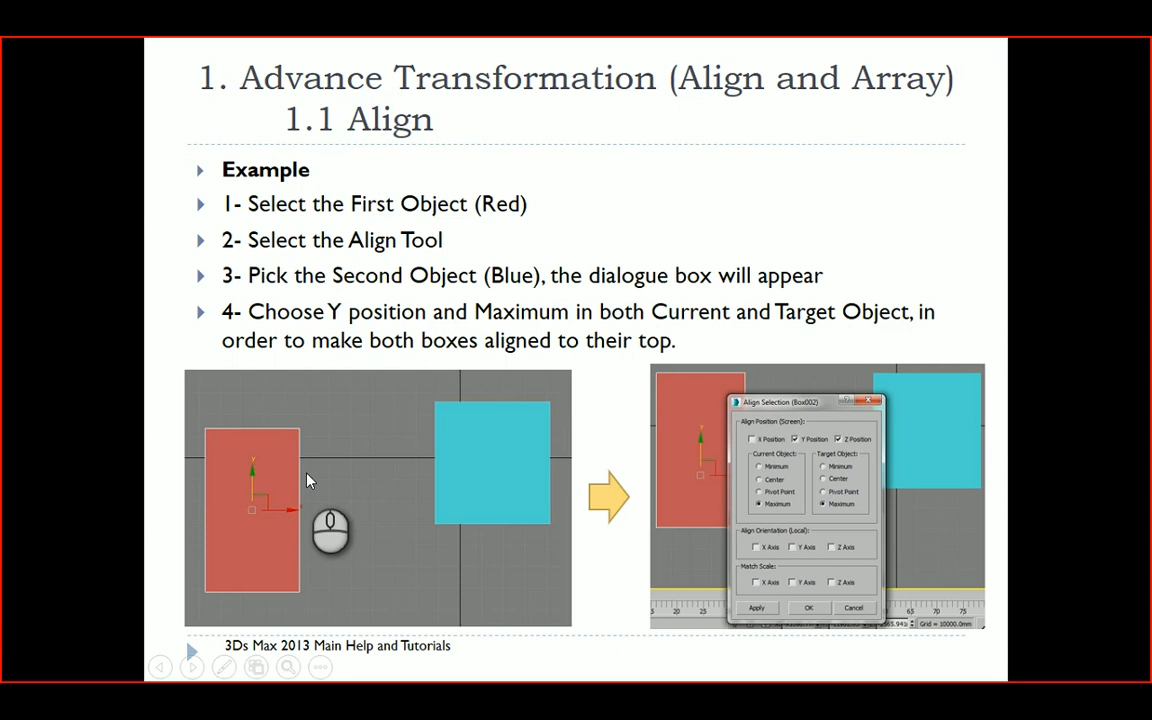 1. Advance Transformation (Align and Array)
1.1 Align
Example
1- Select the First Object (Red)
2- Select the Align Tool
3- Pick the Second Object (Blue), the dialogue box will appear
4- Choose Y position and Maximum in both Current and Target Object, in
order to make both boxes aligned to their top.
Align Selection (Box002)
Align Position (Screen):
X Position Y Position Z Position
Current Object: Target Object:
Minimum Minimum
Center Center
Pivot Point Pivot Point
Maximum Maximum
Align Orientation (Local):
X Axis Y Axis Z Axis
Match Scale:
X Axis Y Axis Z Axis
Apply OK Cancel
20 25 65 70 75
Grid = 10000.0mm
3Ds Max 2013 Main Help and Tutorials